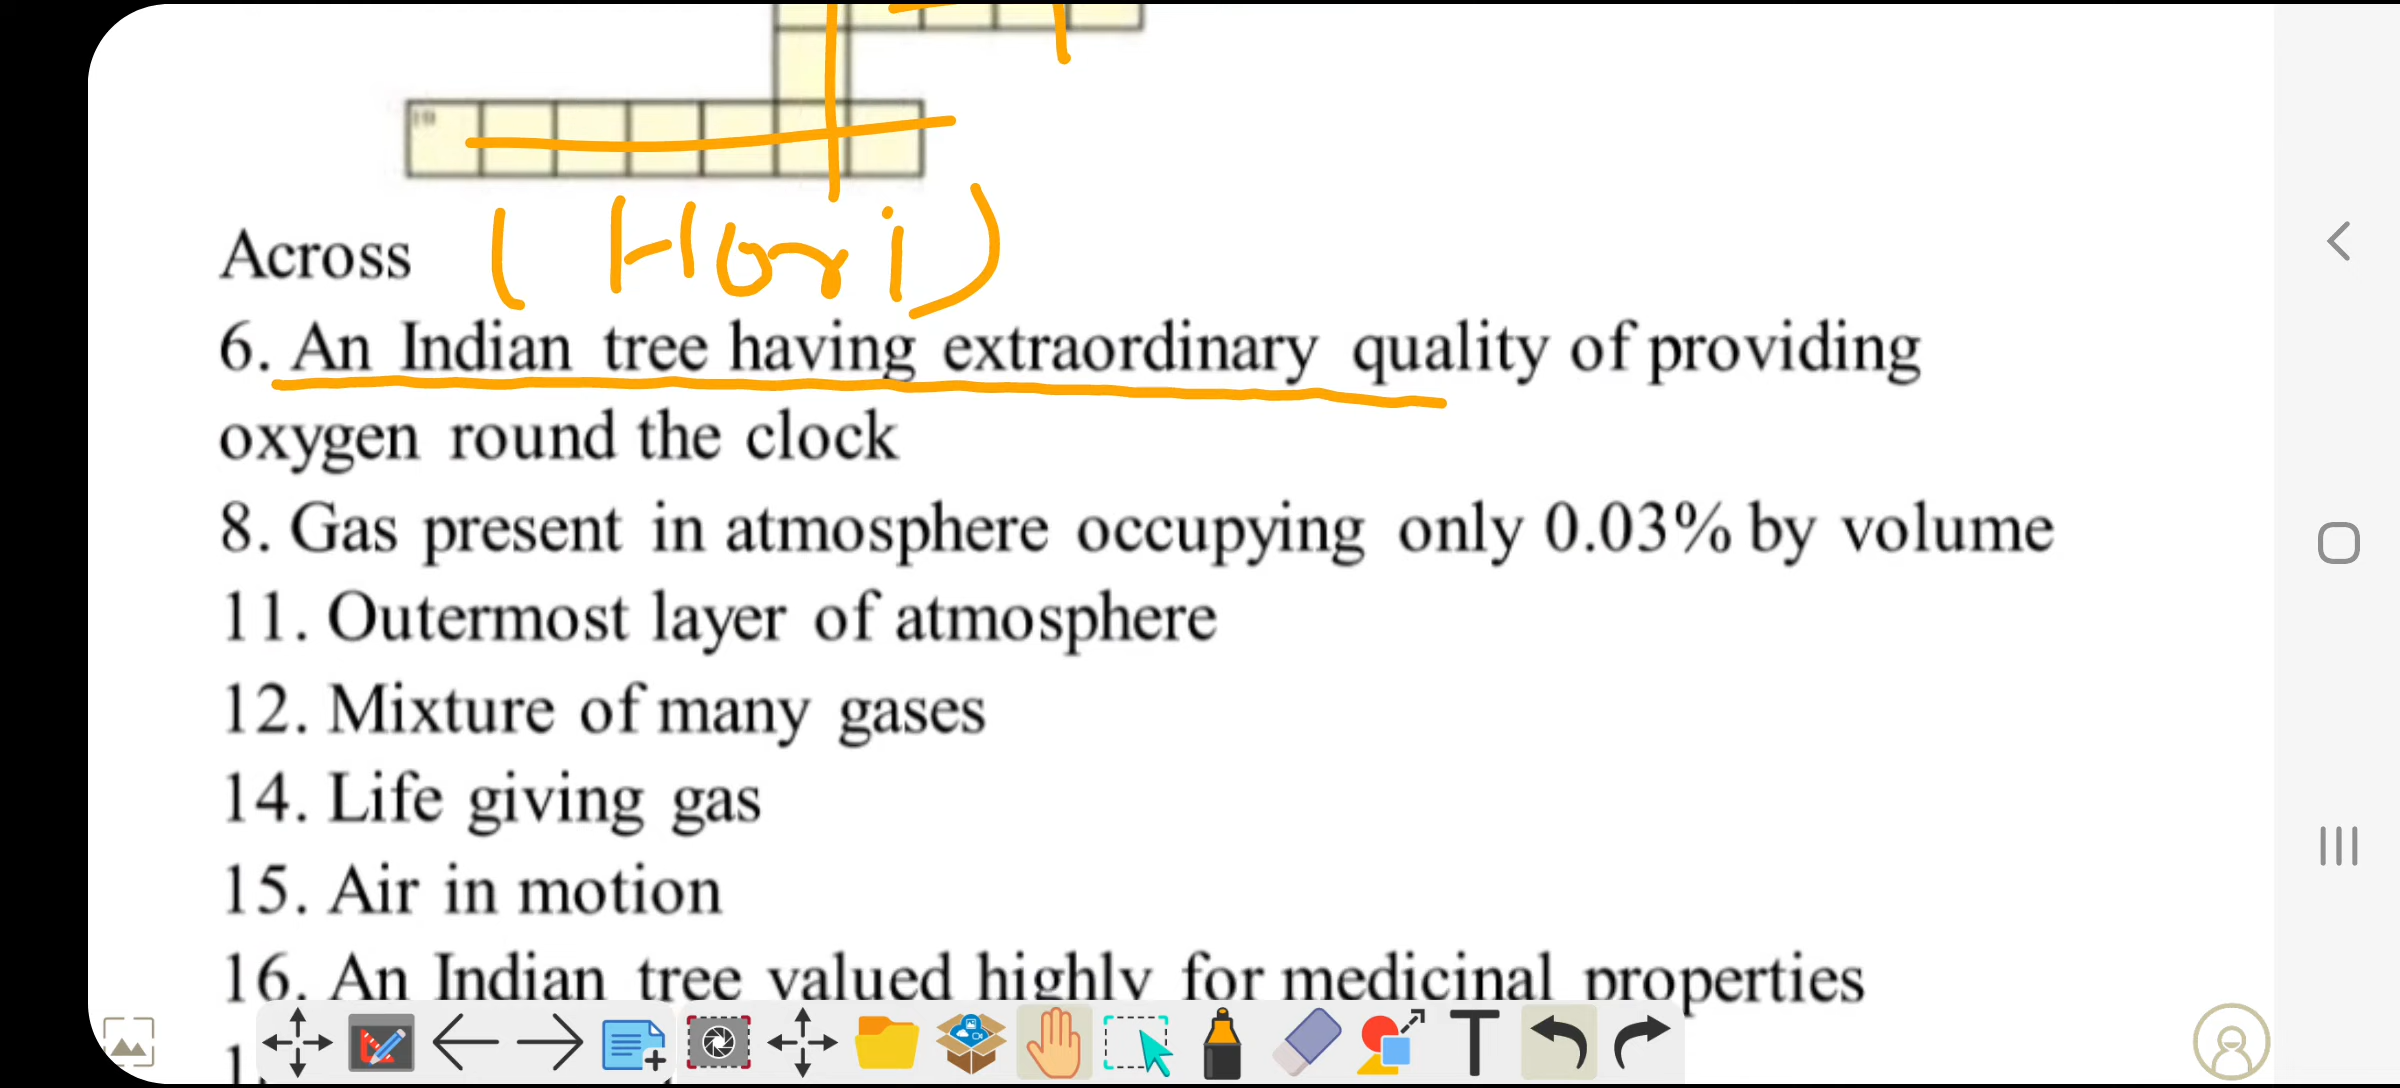 Across ( Hori)
6. An Indian tree having extraordinary quality of providing
oxygen round the clock
8. Gas present in atmosphere occupying only 0.03% by volume
11. Outermost layer of atmosphere
12. Mixture of many gases
14. Life giving gas
15. Air in motion
16. An Indian tree valued highly for medicinal properties